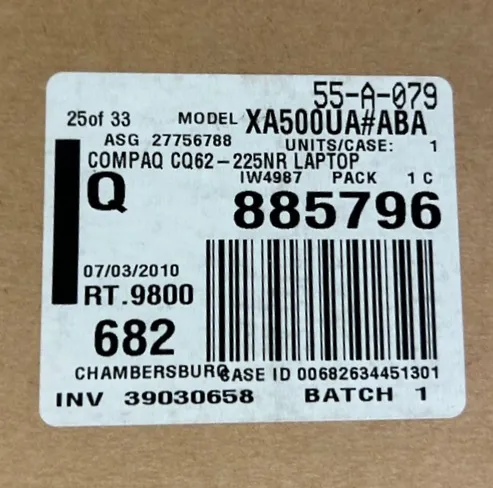 55-A-079
25of 33 MODEL XA500UA#ABA
ASG 27756788 UNITS/CASE: 1
COMPAQ CQ62-225NR LAPTOP
IW4987 PACK 1 C
Q 885796
07/03/2010
RT.9800
682
CHAMBERSBURG CASE ID 00682634451301
INV 39030658 BATCH 1